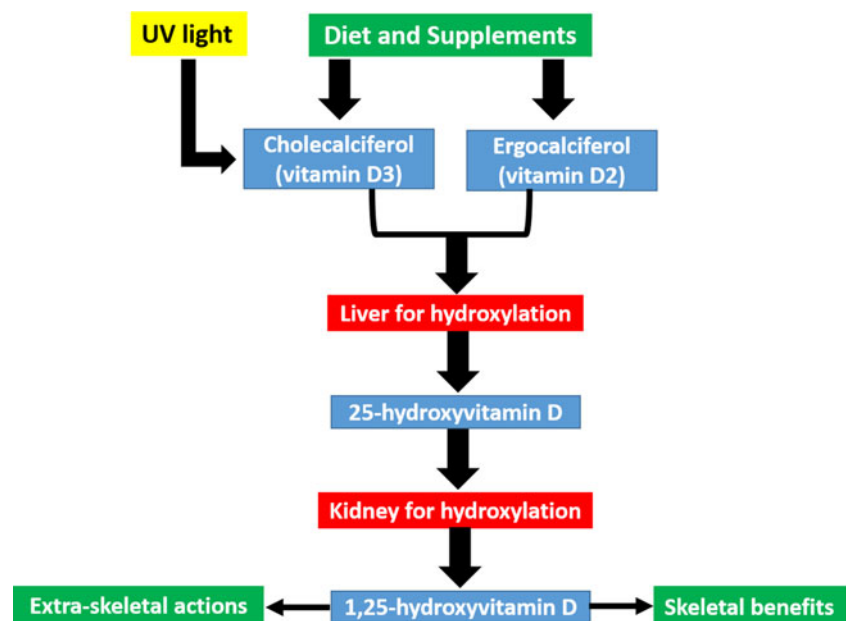 UV light
Diet and Supplements
Cholecalciferol
(vitamin D3)
Ergocalciferol
(vitamin D2)
Liver for hydroxylation
25-hydroxyvitamin D
Kidney for hydroxylation
Extra-skeletal actions
1,25-hydroxyvitamin D
Skeletal benefits